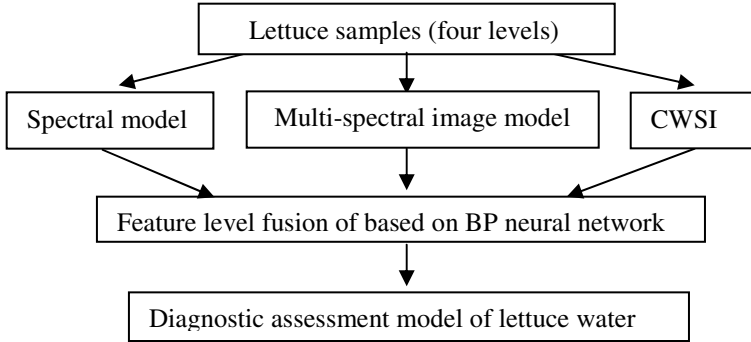 Lettuce samples (four levels)
Spectral model
Multi-spectral image model
CWSI
Feature level fusion of based on BP neural network
Diagnostic assessment model of lettuce water